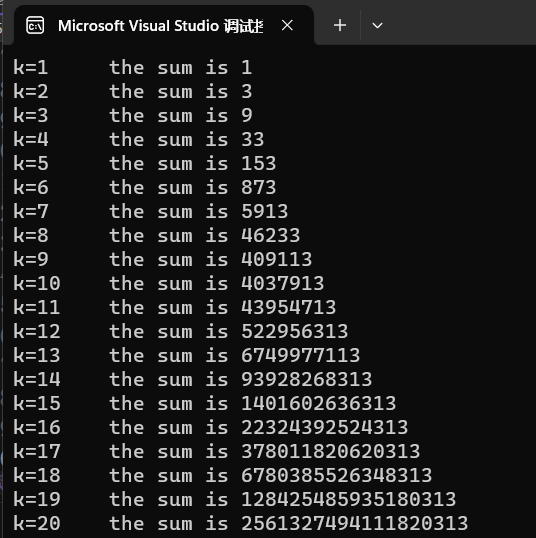 Microsoft Visual Studio 调试
k=1 the sum is 1
k=2 the sum is 3
k=3 the sum is 9
k=4 the sum is 33
k=5 the sum is 153
k=6 the sum is 873
k=7 the sum is 5913
k=8 the sum is 46233
k=9 the sum is 409113
k=10 the sum is 4037913
k=11 the sum is 43954713
k=12 the sum is 522956313
k=13 the sum is 6749977113
k=14 the sum is 93928268313
k=15 the sum is 1401602636313
k=16 the sum is 22324392524313
k=17 the sum is 378011820620313
k=18 the sum is 6780385526348313
k=19 the sum is 128425485935180313
k=20 the sum is 2561327494111820313